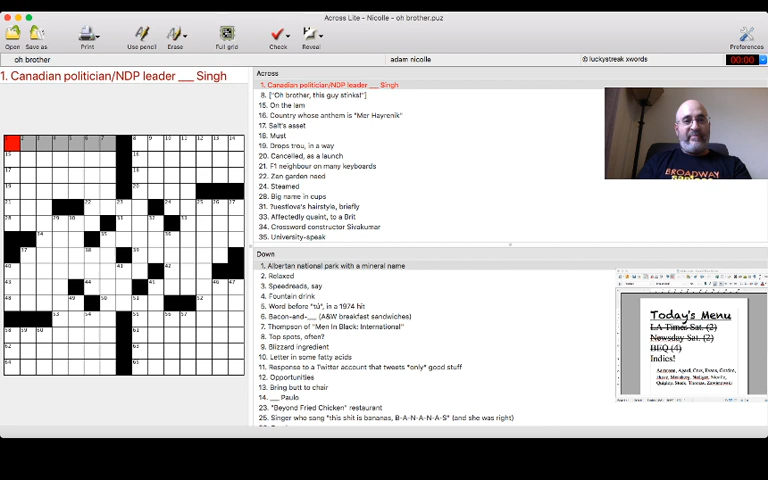 Across Lite - Nicolle - oh brother.puz
Open Save as Print Use pencil Erase Full grid Check Reveal Preferences
oh brother adam nicolle © luckystreak xwords 00:00
1. Canadian politician/NDP leader ___ Singh
Across
1. Canadian politician/NDP leader ___ Singh
8. ["Oh brother, this guy stinks!"]
15. On the lam
16. Country whose anthem is "Mer Hayrenik"
17. Salt's asset
18. Must
19. Drops trou, in a way
20. Cancelled, as a launch
21. F1 neighbour on many keyboards
22. Zen garden need
24. Steamed
28. Big name in cups
31. ?uestlove's hairstyle, briefly
33. Affectedly quaint, to a Brit
34. Crossword constructor Sivakumar
35. University-speak
Down
1. Albertan national park with a mineral name
2. Relaxed
3. Speedreads, say
4. Fountain drink
5. Word before "tú", in a 1974 hit
6. Bacon-and-___ (A&W breakfast sandwiches)
7. Thompson of "Men In Black: International"
8. Top spots, often?
9. Blizzard ingredient
10. Letter in some fatty acids
11. Response to a Twitter account that tweets *only* good stuff
12. Opportunities
13. Bring butt to chair
14. ___ Paulo
23. "Beyond Fried Chicken" restaurant
25. Singer who sang "this shit is bananas, B-A-N-A-N-A-S" (and she was right)
BROADWAY
Today's Menu
LA Times Sat. (2)
Newsday Sat. (2)
BEQ (4)
Indies!